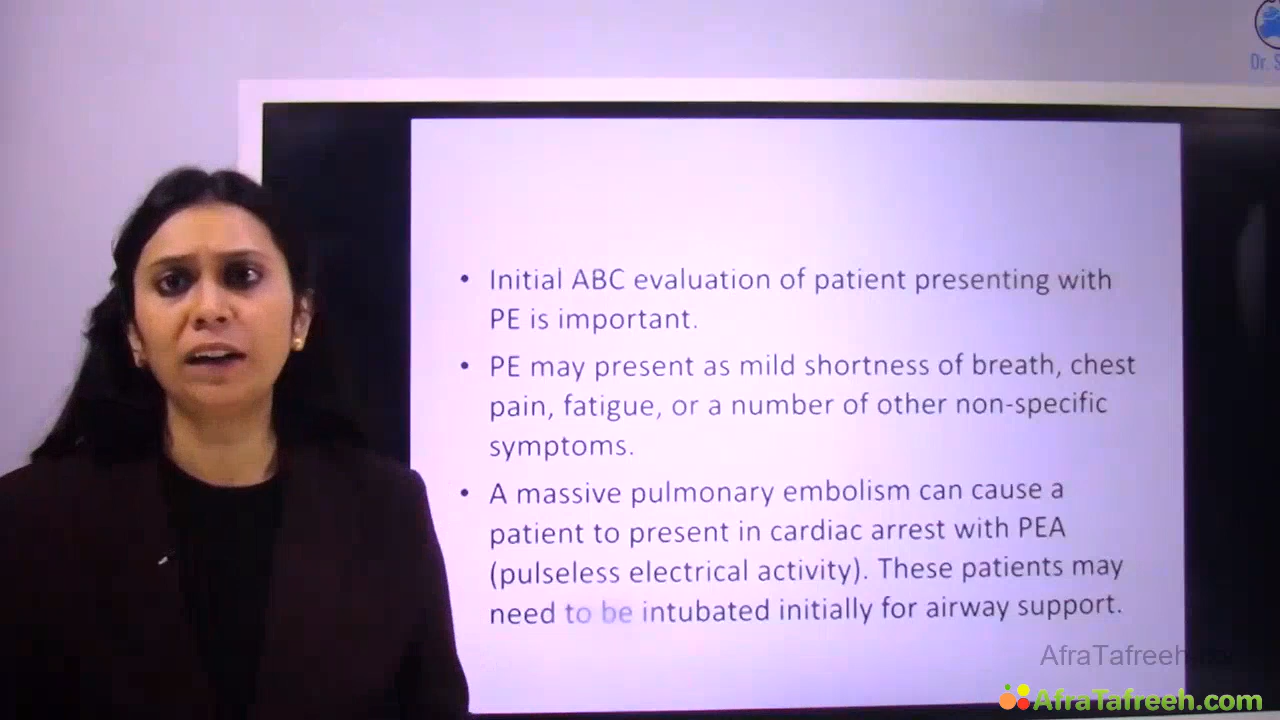 Dr. S
• Initial ABC evaluation of patient presenting with
PE is important.
• PE may present as mild shortness of breath, chest
pain, fatigue, or a number of other non-specific
symptoms.
• A massive pulmonary embolism can cause a
patient to present in cardiac arrest with PEA
(pulseless electrical activity). These patients may
need to be intubated initially for airway support.
AfraTafreeh
AfraTafreeh.com